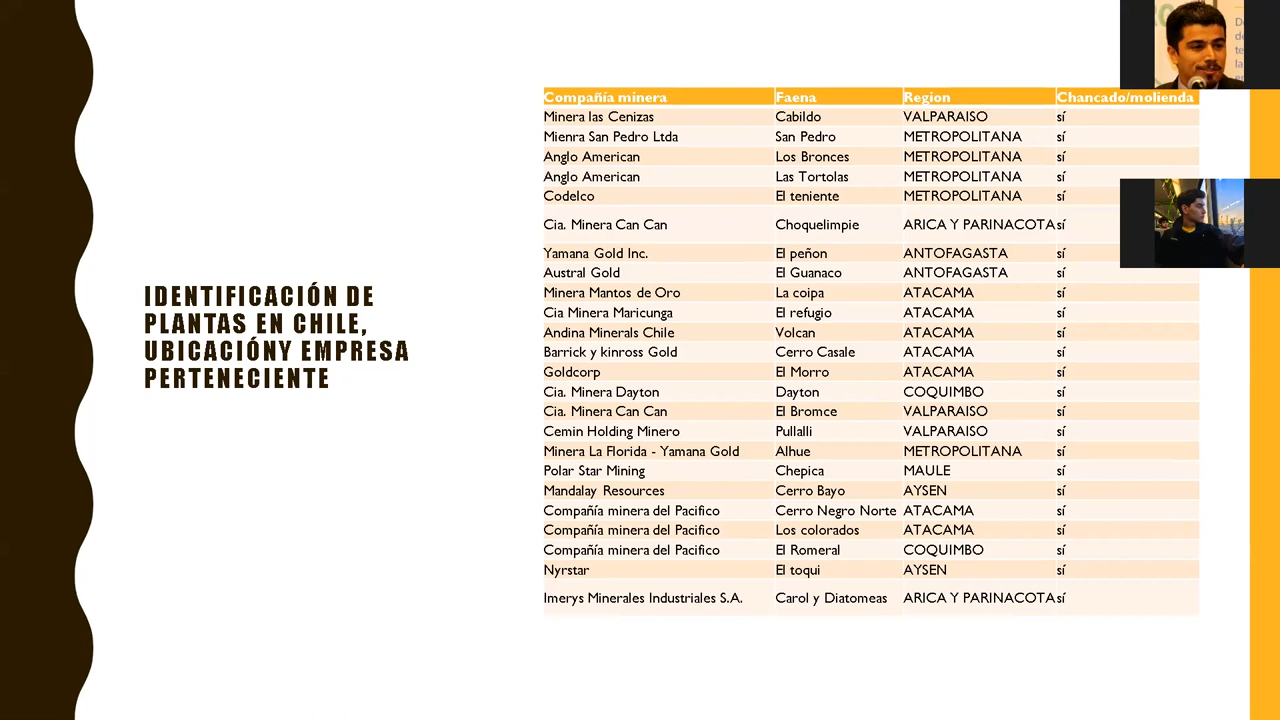 IDENTIFICACIÓN DE
PLANTAS EN CHILE,
UBICACIÓNY EMPRESA
PERTENECIENTE
Compañía minera Faena Region Chancado/molienda
Minera las Cenizas Cabildo VALPARAISO sí
Mienra San Pedro Ltda San Pedro METROPOLITANA sí
Anglo American Los Bronces METROPOLITANA sí
Anglo American Las Tortolas METROPOLITANA sí
Codelco El teniente METROPOLITANA sí
Cia. Minera Can Can Choquelimpie ARICA Y PARINACOTA sí
Yamana Gold Inc. El peñon ANTOFAGASTA sí
Austral Gold El Guanaco ANTOFAGASTA sí
Minera Mantos de Oro La coipa ATACAMA sí
Cia Minera Maricunga El refugio ATACAMA sí
Andina Minerals Chile Volcan ATACAMA sí
Barrick y kinross Gold Cerro Casale ATACAMA sí
Goldcorp El Morro ATACAMA sí
Cia. Minera Dayton Dayton COQUIMBO sí
Cia. Minera Can Can El Bromce VALPARAISO sí
Cemin Holding Minero Pullalli VALPARAISO sí
Minera La Florida - Yamana Gold Alhue METROPOLITANA sí
Polar Star Mining Chepica MAULE sí
Mandalay Resources Cerro Bayo AYSEN sí
Compañía minera del Pacifico Cerro Negro Norte ATACAMA sí
Compañía minera del Pacifico Los colorados ATACAMA sí
Compañía minera del Pacifico El Romeral COQUIMBO sí
Nyrstar El toqui AYSEN sí
Imerys Minerales Industriales S.A. Carol y Diatomeas ARICA Y PARINACOTA sí